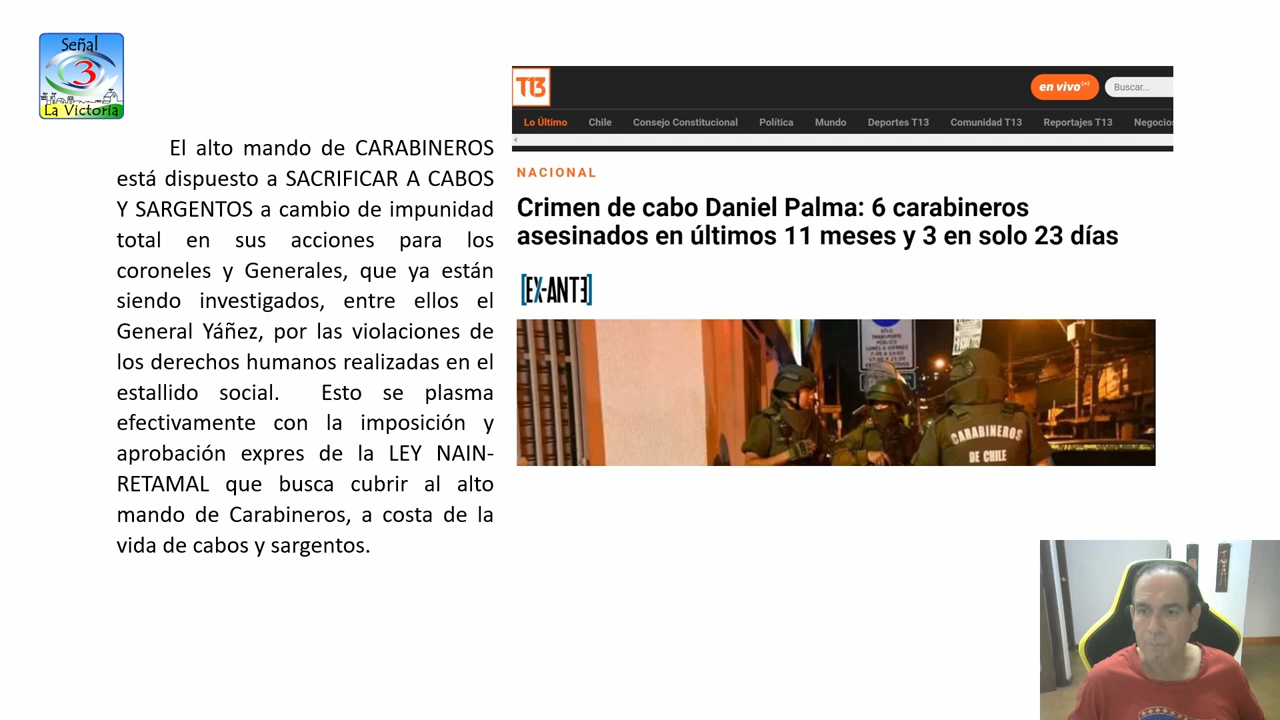 Señal
3
La Victoria
El alto mando de CARABINEROS
está dispuesto a SACRIFICAR A CABOS
Y SARGENTOS a cambio de impunidad
total en sus acciones para los
coroneles y Generales, que ya están
siendo investigados, entre ellos el
General Yáñez, por las violaciones de
los derechos humanos realizadas en el
estallido social. Esto se plasma
efectivamente con la imposición y
aprobación expres de la LEY NAIN-
RETAMAL que busca cubrir al alto
mando de Carabineros, a costa de la
vida de cabos y sargentos.
T13
en vivo
Buscar...
Lo Último Chile Consejo Constitucional Política Mundo Deportes T13 Comunidad T13 Reportajes T13 Negocios
NACIONAL
Crimen de cabo Daniel Palma: 6 carabineros
asesinados en últimos 11 meses y 3 en solo 23 días
[EX-ANTE]
TRANSPORTE
PÚBLICO
LUNES A VIERNES
CARABINEROS
DE CHILE